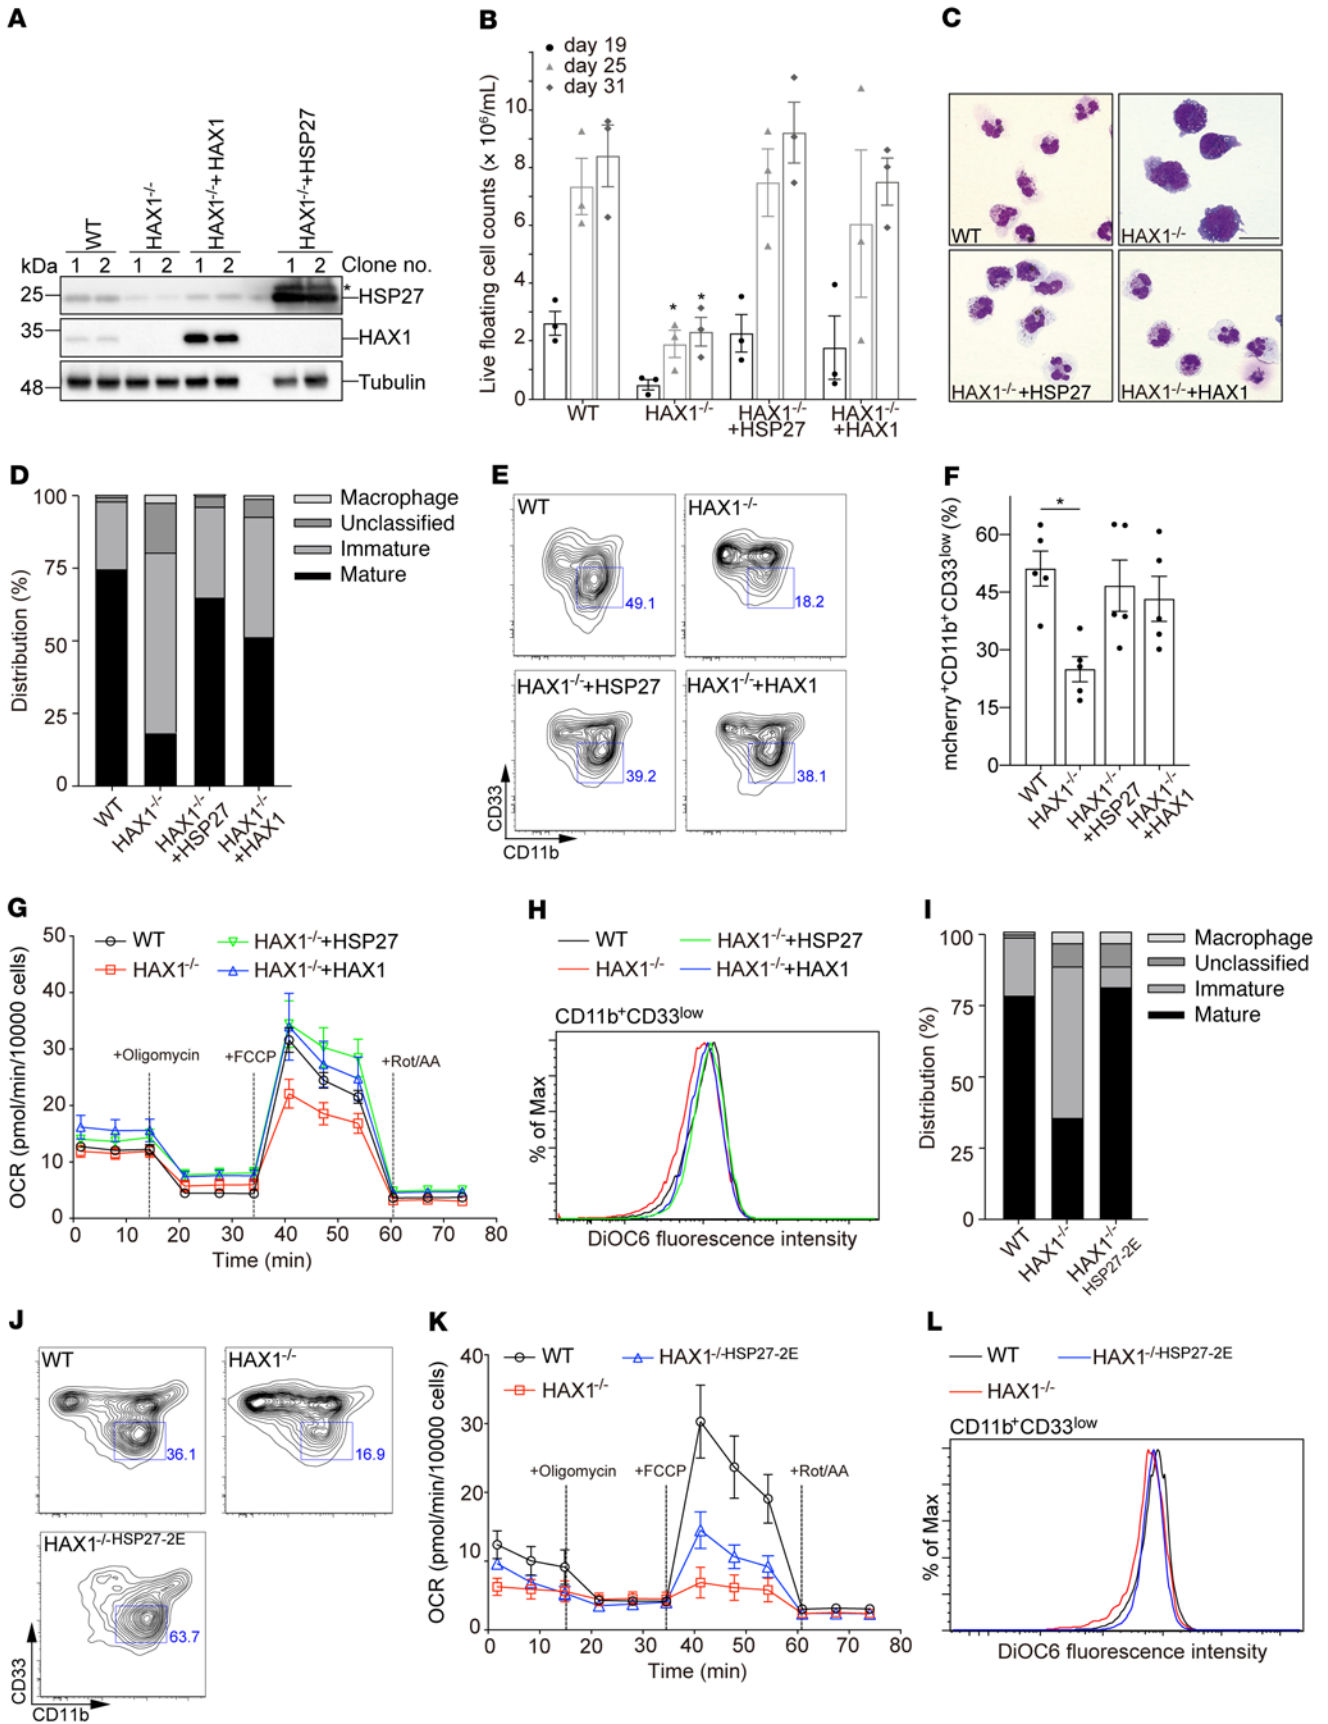 A
WT
HAX1-/-
HAX1-/-+HAX1
HAX1-/-+HSP27
kDa 1 2 1 2 1 2 1 2 Clone no.
25 * HSP27
35 HAX1
48 Tubulin
B
day 19
day 25
day 31
Live floating cell counts (× 10⁶/mL)
10
8
6
4
2
0
* *
WT HAX1-/- HAX1-/- HAX1-/-
+HSP27 +HAX1
C
WT HAX1-/-
HAX1-/-+HSP27 HAX1-/-+HAX1
D
Distribution (%)
100
75
50
25
0
Macrophage
Unclassified
Immature
Mature
WT
HAX1-/-
HAX1-/-
+HSP27
HAX1-/-
+HAX1
E
WT HAX1-/-
49.1 18.2
HAX1-/-+HSP27 HAX1-/-+HAX1
39.2 38.1
CD33
CD11b
F
mcherry+CD11b+CD33low (%)
60
45
30
15
0
*
WT
HAX1-/-
HAX1-/-
+HSP27
HAX1-/-
+HAX1
G
OCR (pmol/min/10000 cells)
50
40
30
20
10
0
WT HAX1-/-+HSP27
HAX1-/- HAX1-/-+HAX1
+Oligomycin +FCCP +Rot/AA
0 10 20 30 40 50 60 70 80
Time (min)
H
WT HAX1-/-+HSP27
HAX1-/- HAX1-/-+HAX1
CD11b+CD33low
% of Max
DiOC6 fluorescence intensity
I
Distribution (%)
100
75
50
25
0
Macrophage
Unclassified
Immature
Mature
WT
HAX1-/-
HAX1-/-
HSP27-2E
J
WT HAX1-/-
36.1 16.9
HAX1-/-HSP27-2E
63.7
CD33
CD11b
K
OCR (pmol/min/10000 cells)
40
30
20
10
0
WT HAX1-/-HSP27-2E
HAX1-/-
+Oligomycin +FCCP +Rot/AA
0 10 20 30 40 50 60 70 80
Time (min)
L
WT HAX1-/-HSP27-2E
HAX1-/-
CD11b+CD33low
% of Max
DiOC6 fluorescence intensity